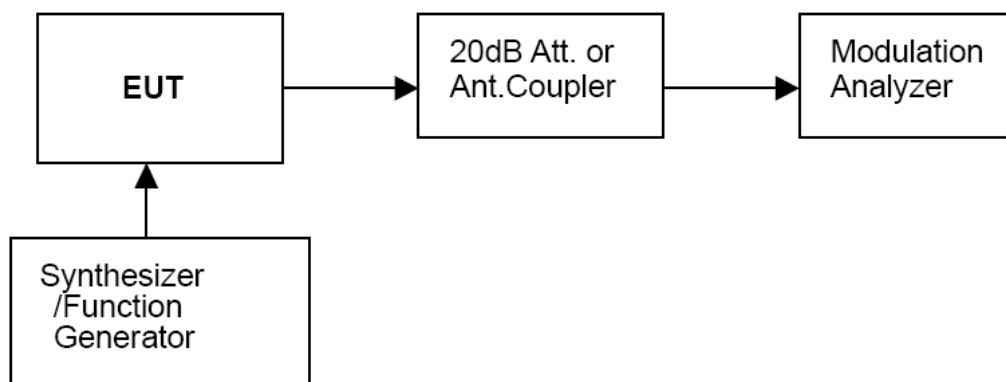 EUT
20dB Att. or
Ant.Coupler
Modulation
Analyzer
Synthesizer
/Function
Generator